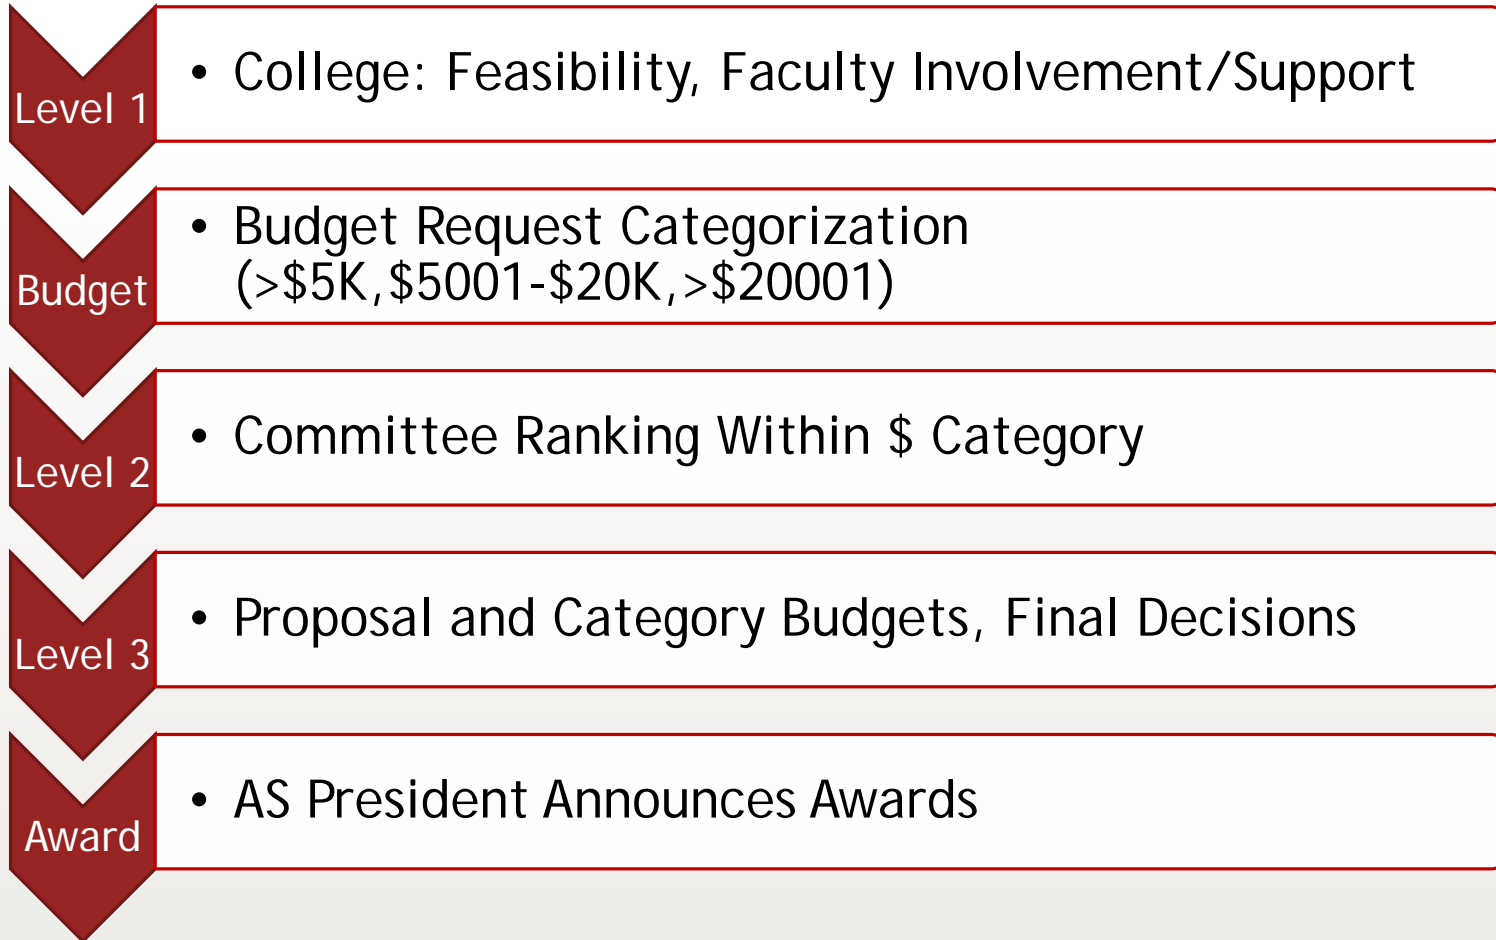 Level 1
• College: Feasibility, Faculty Involvement/Support
Budget
• Budget Request Categorization
(>$5K,$5001-$20K,>$20001)
Level 2
• Committee Ranking Within $ Category
Level 3
• Proposal and Category Budgets, Final Decisions
Award
• AS President Announces Awards